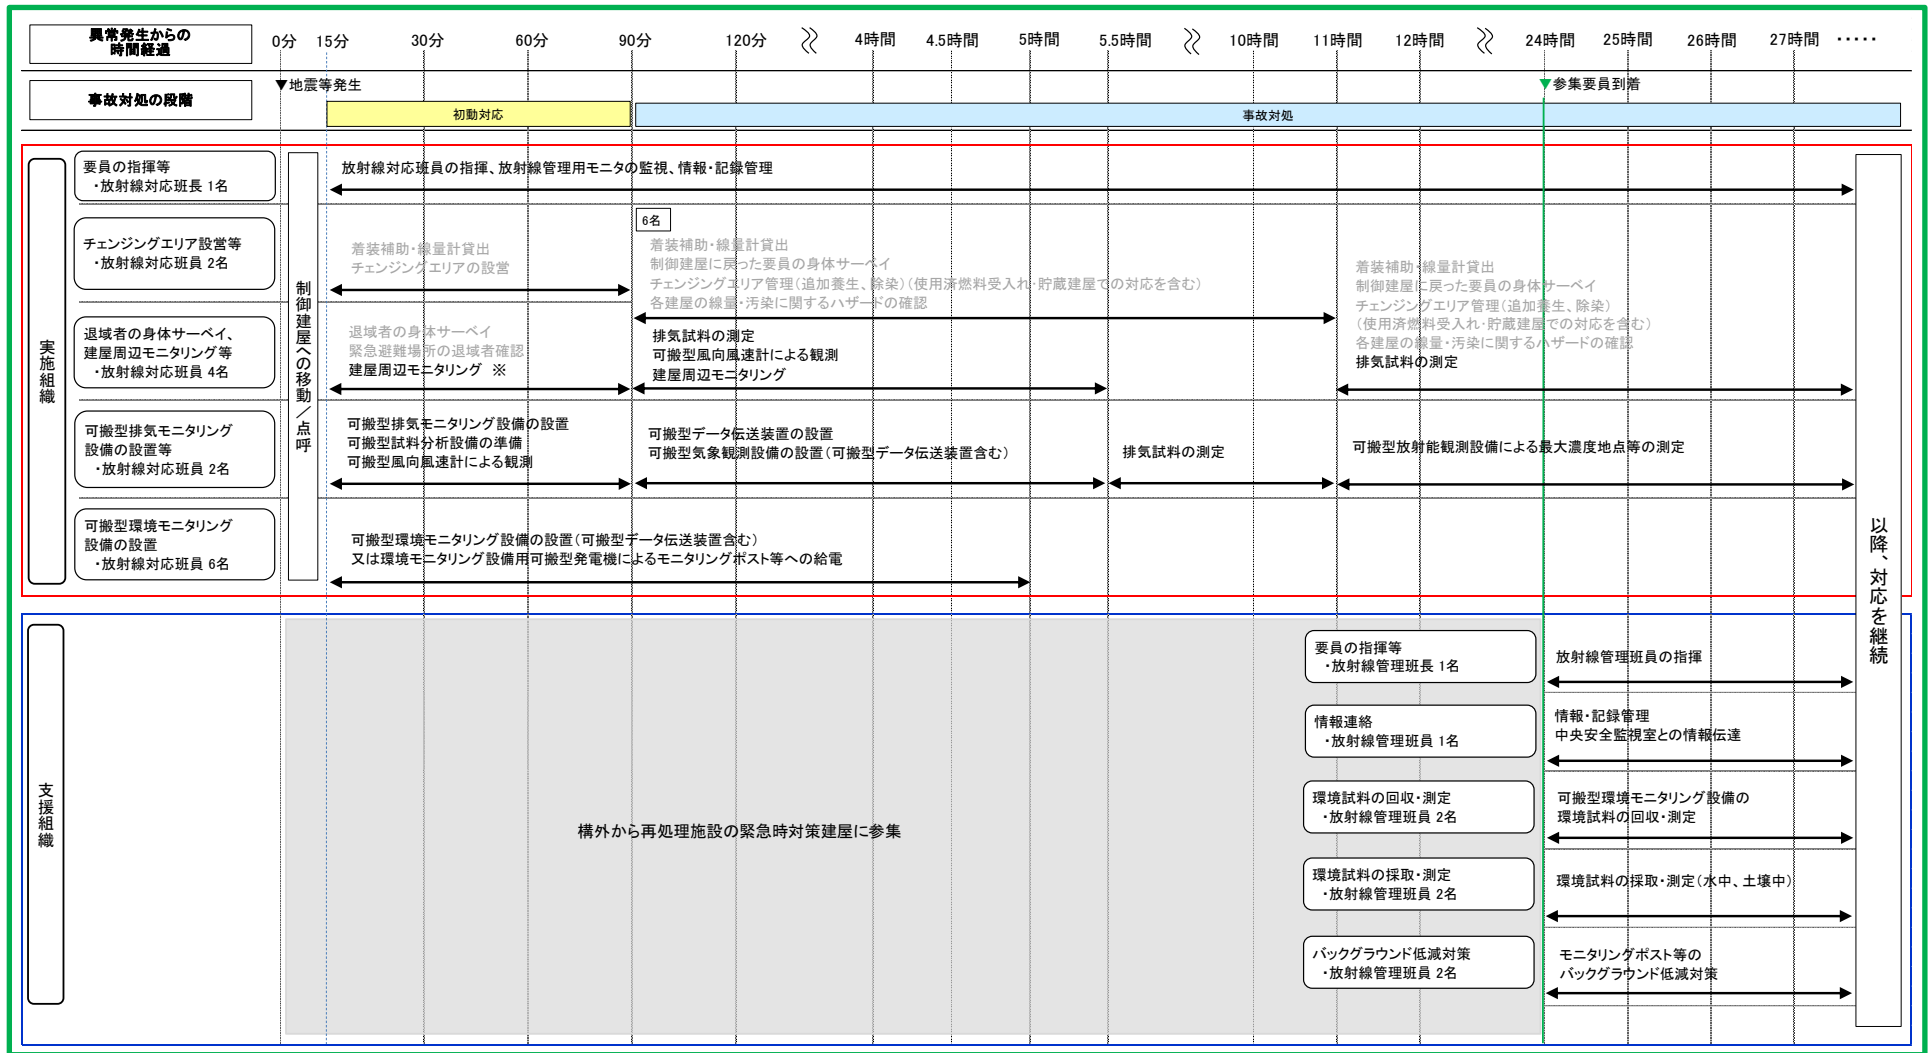 異常発生からの
時間経過
0分 15分 30分 60分 90分 120分 4時間 4.5時間 5時間 5.5時間 10時間 11時間 12時間 24時間 25時間 26時間 27時間 ・・・・・
事故対処の段階
▼地震等発生
▼参集要員到着
初動対応
事故対処
実施組織
制御建屋への移動／点呼
以降、対応を継続
要員の指揮等
・放射線対応班長 1名
放射線対応班員の指揮、放射線管理用モニタの監視、情報・記録管理
チェンジングエリア設営等
・放射線対応班員 2名
着装補助・線量計貸出
チェンジングエリアの設営
6名
着装補助・線量計貸出
制御建屋に戻った要員の身体サーベイ
チェンジングエリア管理（追加養生、除染）（使用済燃料受入れ・貯蔵建屋での対応を含む）
各建屋の線量・汚染に関するハザードの確認
着装補助・線量計貸出
制御建屋に戻った要員の身体サーベイ
チェンジングエリア管理（追加養生、除染）
（使用済燃料受入れ・貯蔵建屋での対応を含む）
各建屋の線量・汚染に関するハザードの確認
排気試料の測定
退域者の身体サーベイ、
建屋周辺モニタリング等
・放射線対応班員 4名
退域者の身体サーベイ
緊急避難場所の退域者確認
建屋周辺モニタリング ※
排気試料の測定
可搬型風向風速計による観測
建屋周辺モニタリング
可搬型排気モニタリング
設備の設置等
・放射線対応班員 2名
可搬型排気モニタリング設備の設置
可搬型試料分析設備の準備
可搬型風向風速計による観測
可搬型データ伝送装置の設置
可搬型気象観測設備の設置（可搬型データ伝送装置含む）
排気試料の測定
可搬型放射能観測設備による最大濃度地点等の測定
可搬型環境モニタリング
設備の設置
・放射線対応班員 6名
可搬型環境モニタリング設備の設置（可搬型データ伝送装置含む）
又は環境モニタリング設備用可搬型発電機によるモニタリングポスト等への給電
支援組織
構外から再処理施設の緊急時対策建屋に参集
要員の指揮等
・放射線管理班長 1名
放射線管理班員の指揮
情報連絡
・放射線管理班員 1名
情報・記録管理
中央安全監視室との情報伝達
環境試料の回収・測定
・放射線管理班員 2名
可搬型環境モニタリング設備の
環境試料の回収・測定
環境試料の採取・測定
・放射線管理班員 2名
環境試料の採取・測定（水中、土壌中）
バックグラウンド低減対策
・放射線管理班員 2名
モニタリングポスト等の
バックグラウンド低減対策